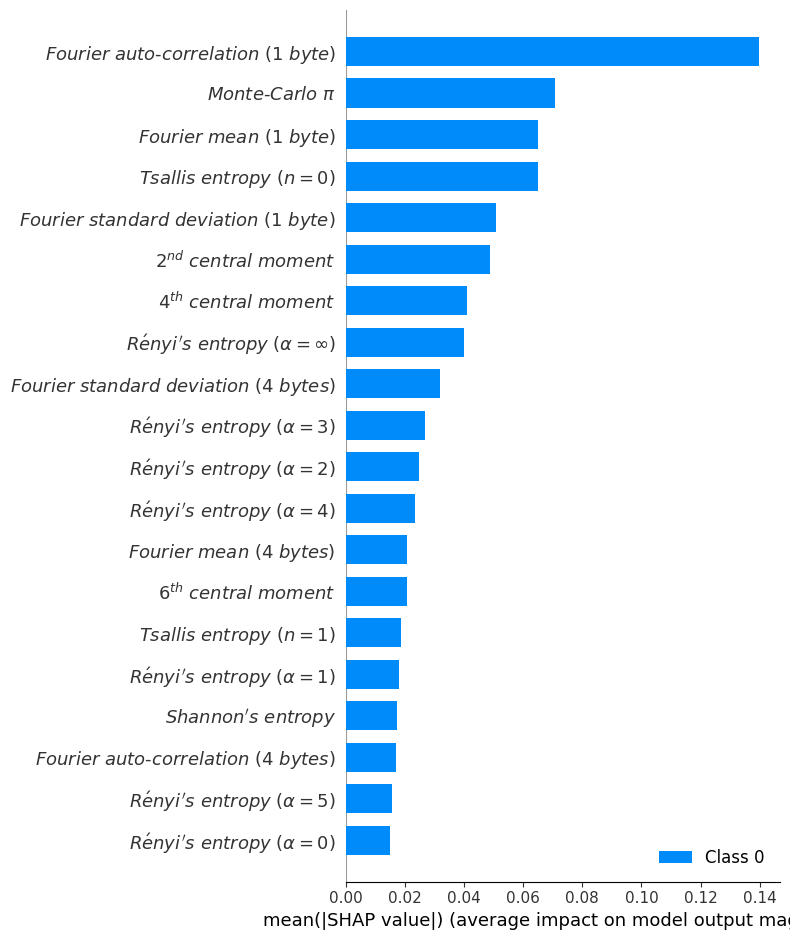 Fourier auto-correlation (1 byte)
Monte-Carlo π
Fourier mean (1 byte)
Tsallis entropy (n = 0)
Fourier standard deviation (1 byte)
2ⁿᵈ central moment
4ᵗʰ central moment
Rényi′s entropy (α = ∞)
Fourier standard deviation (4 bytes)
Rényi′s entropy (α = 3)
Rényi′s entropy (α = 2)
Rényi′s entropy (α = 4)
Fourier mean (4 bytes)
6ᵗʰ central moment
Tsallis entropy (n = 1)
Rényi′s entropy (α = 1)
Shannon′s entropy
Fourier auto-correlation (4 bytes)
Rényi′s entropy (α = 5)
Rényi′s entropy (α = 0)
Class 0
0.00 0.02 0.04 0.06 0.08 0.10 0.12 0.14
mean(|SHAP value|) (average impact on model output mag